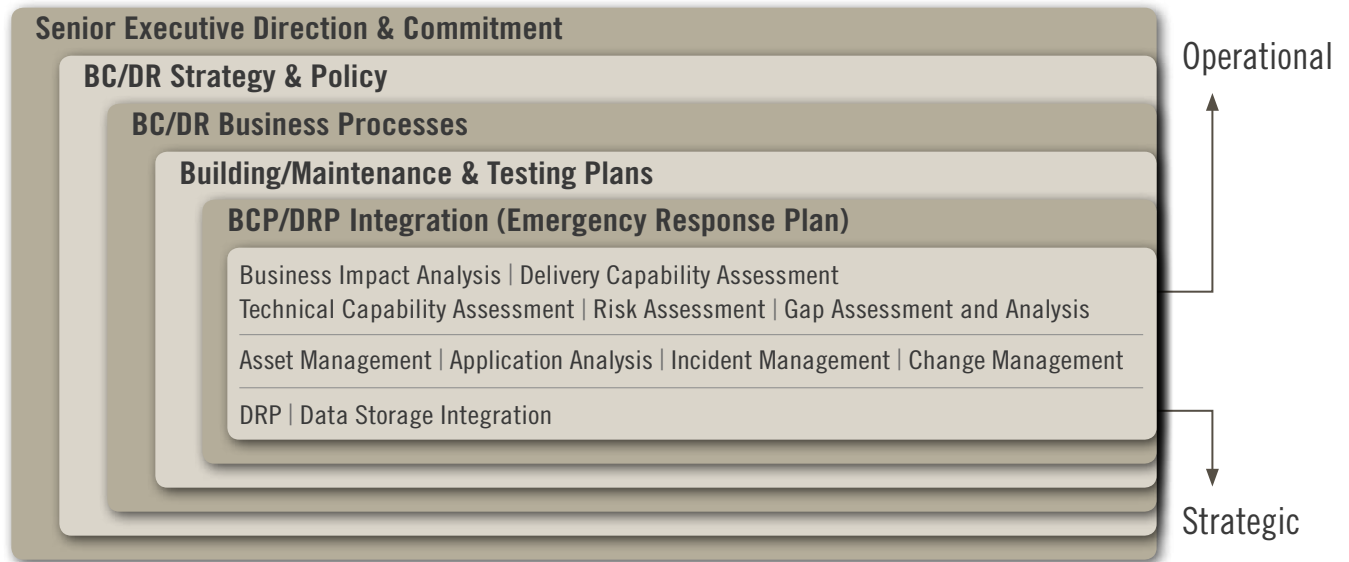 Senior Executive Direction & Commitment
Operational
BC/DR Strategy & Policy
BC/DR Business Processes
Building/Maintenance & Testing Plans
BCP/DRP Integration (Emergency Response Plan)
Business Impact Analysis | Delivery Capability Assessment
Technical Capability Assessment | Risk Assessment | Gap Assessment and Analysis
Asset Management | Application Analysis | Incident Management | Change Management
DRP | Data Storage Integration
Strategic